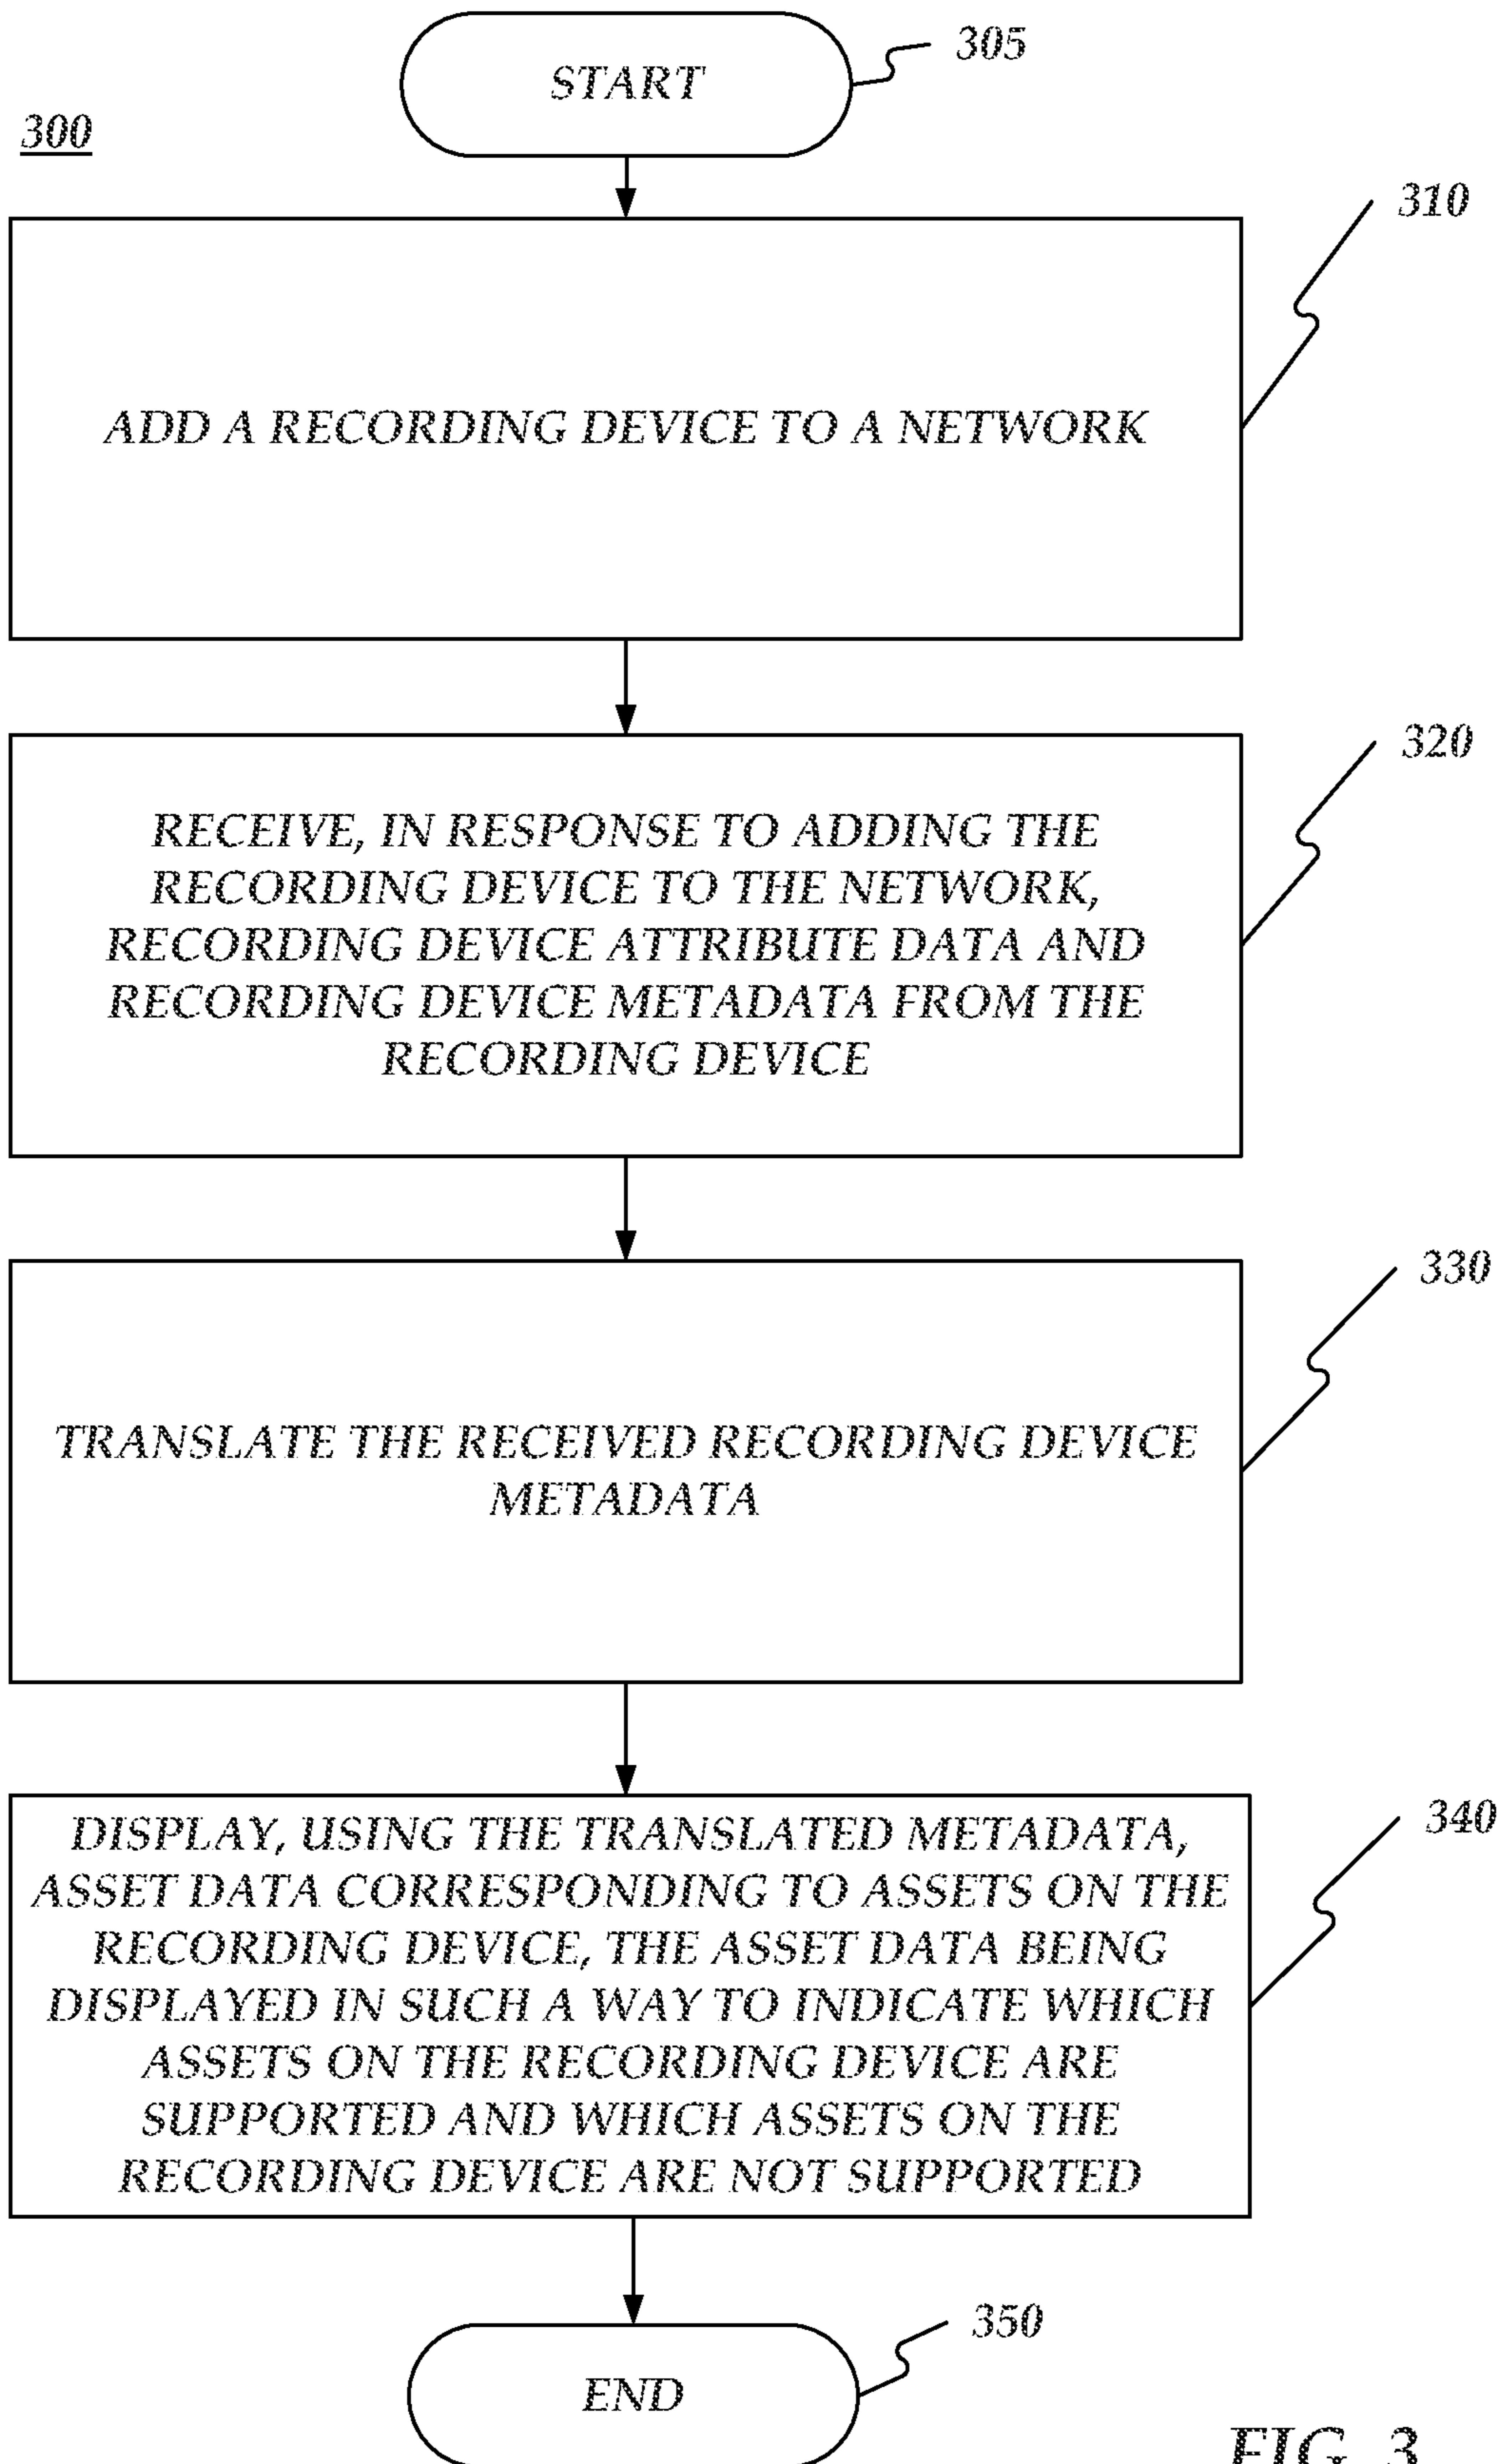 START
305
300
310
ADD A RECORDING DEVICE TO A NETWORK
320
RECEIVE, IN RESPONSE TO ADDING THE
RECORDING DEVICE TO THE NETWORK,
RECORDING DEVICE ATTRIBUTE DATA AND
RECORDING DEVICE METADATA FROM THE
RECORDING DEVICE
330
TRANSLATE THE RECEIVED RECORDING DEVICE
METADATA
340
DISPLAY, USING THE TRANSLATED METADATA,
ASSET DATA CORRESPONDING TO ASSETS ON THE
RECORDING DEVICE, THE ASSET DATA BEING
DISPLAYED IN SUCH A WAY TO INDICATE WHICH
ASSETS ON THE RECORDING DEVICE ARE
SUPPORTED AND WHICH ASSETS ON THE
RECORDING DEVICE ARE NOT SUPPORTED
350
END
FIG. 3